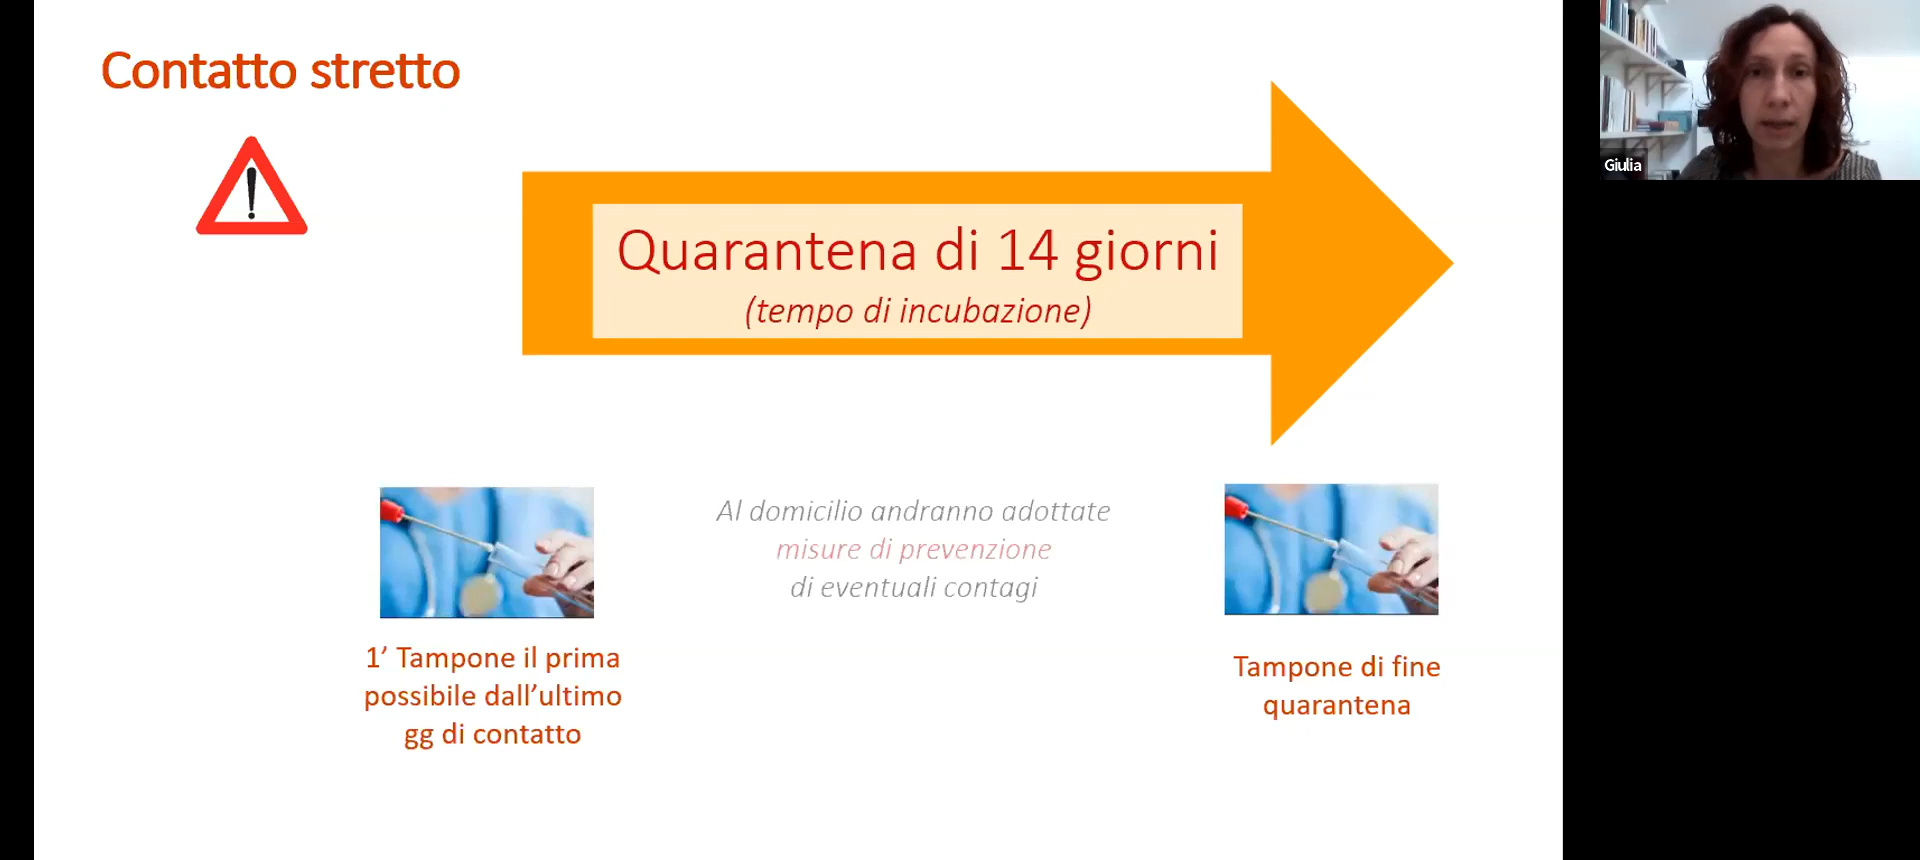 Contatto stretto
Giulia
Quarantena di 14 giorni
(tempo di incubazione)
Al domicilio andranno adottate
misure di prevenzione
di eventuali contagi
1’ Tampone il prima
possibile dall’ultimo
gg di contatto
Tampone di fine
quarantena